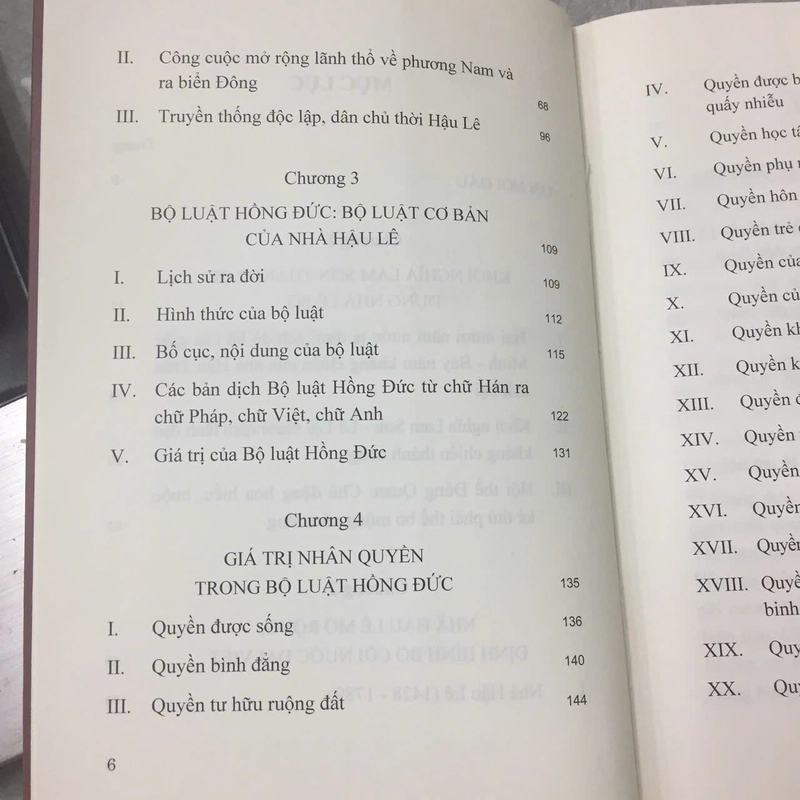 II. Công cuộc mở rộng lãnh thổ về phương Nam và
ra biển Đông 68
III. Truyền thống độc lập, dân chủ thời Hậu Lê 96
Chương 3
BỘ LUẬT HỒNG ĐỨC: BỘ LUẬT CƠ BẢN
CỦA NHÀ HẬU LÊ 109
I. Lịch sử ra đời 109
II. Hình thức của bộ luật 112
III. Bố cục, nội dung của bộ luật 115
IV. Các bản dịch Bộ luật Hồng Đức từ chữ Hán ra
chữ Pháp, chữ Việt, chữ Anh 122
V. Giá trị của Bộ luật Hồng Đức 131
Chương 4
GIÁ TRỊ NHÂN QUYỀN
TRONG BỘ LUẬT HỒNG ĐỨC 135
I. Quyền được sống 136
II. Quyền bình đẳng 140
III. Quyền tư hữu ruộng đất 144
6
IV. Quyền được
quấy nhiễu
V. Quyền học
VI. Quyền phụ
VII. Quyền hôn
VIII. Quyền trẻ
IX. Quyền của
X. Quyền
XI. Quyền
XII. Quyền
XIII. Quyền
XIV. Quyền
XV. Quyền
XVI. Quyền
XVII.
XVIII.
binh
XIX.
XX.